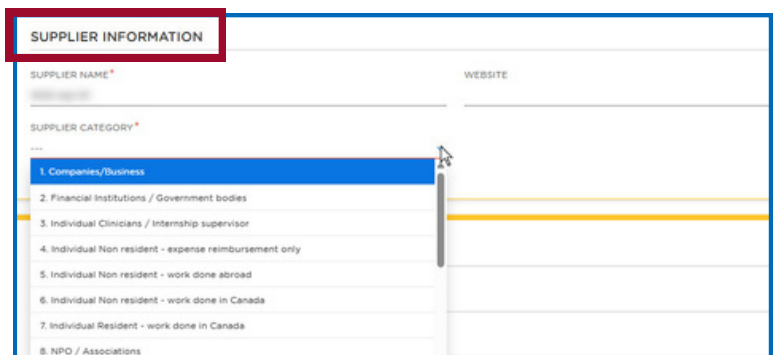 SUPPLIER INFORMATION
SUPPLIER NAME* WEBSITE
SUPPLIER CATEGORY*
---
1. Companies/Business
2. Financial Institutions / Government bodies
3. Individual Clinicians / Internship supervisor
4. Individual Non resident - expense reimbursement only
5. Individual Non resident - work done abroad
6. Individual Non resident - work done in Canada
7. Individual Resident - work done in Canada
8. NPO / Associations